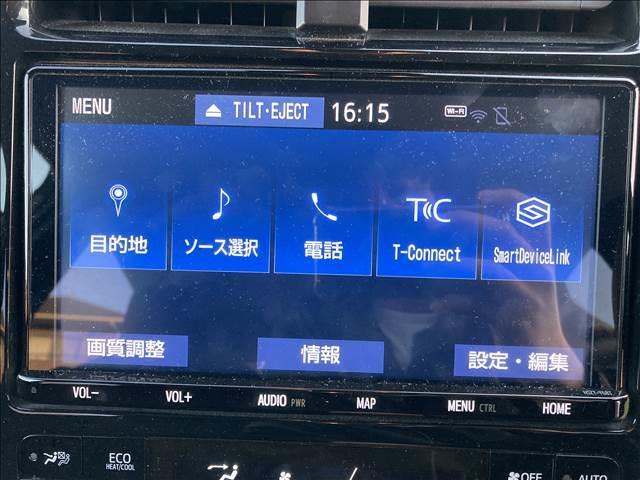 MENU
TILT·EJECT
16:15
Wi-Fi
目的地
ソース選択
電話
T-Connect
SmartDeviceLink
画質調整
情報
設定・編集
VOL-
VOL+
AUDIO PWR
MAP
MENU CTRL
HOME
ECO
HEAT/COOL
OFF
AUTO